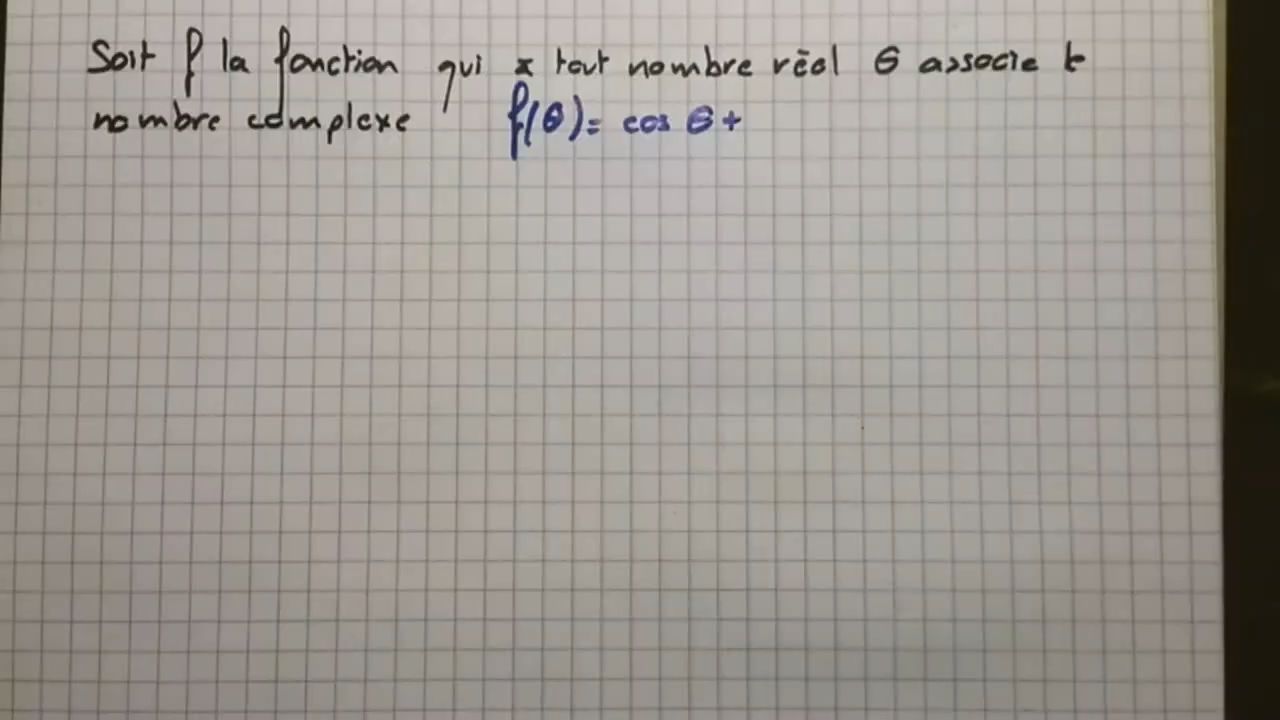 Soit f la fonction qui x tout nombre réel θ associe le
nombre complexe f(θ) = cos θ +